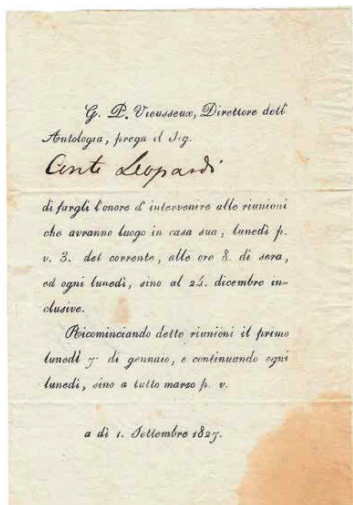 G. P. Vieusseux, Direttore dell'
Antologia, prega il Sig.
Conte Leopardi
di fargli l'onore d'intervenire alle riunioni
che avranno luogo in casa sua, lunedì p.
v. 3. del corrente, alle ore 8. di sera,
ed ogni lunedì, sino al 24. dicembre in-
clusive.
Ricominciando dette riunioni il primo
lunedì 7 di gennaio, e continuando ogni
lunedì, sino a tutto marzo p. v.
a dì 1. Settembre 1827.